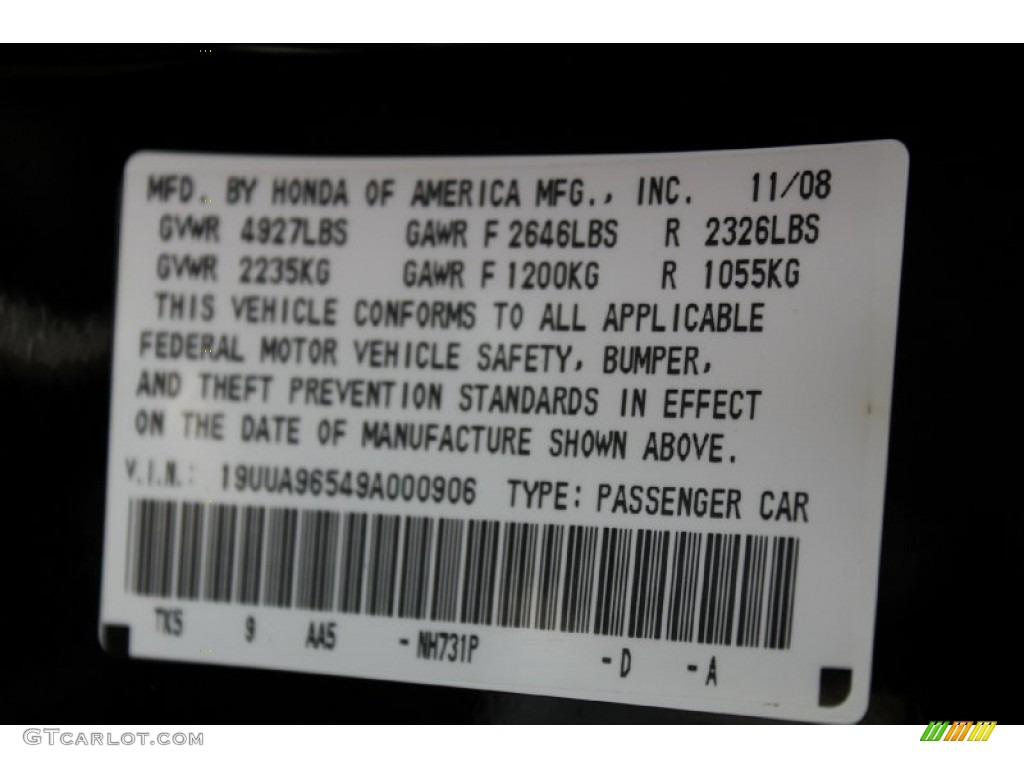 MFD. BY HONDA OF AMERICA MFG., INC. 11/08
GVWR 4927LBS GAWR F 2646LBS R 2326LBS
GVWR 2235KG GAWR F 1200KG R 1055KG
THIS VEHICLE CONFORMS TO ALL APPLICABLE
FEDERAL MOTOR VEHICLE SAFETY, BUMPER,
AND THEFT PREVENTION STANDARDS IN EFFECT
ON THE DATE OF MANUFACTURE SHOWN ABOVE.
V.I.N.: 19UUA96549A000906 TYPE: PASSENGER CAR
TK5 9 AA5 -NH731P -D -A
GTCARLOT.COM